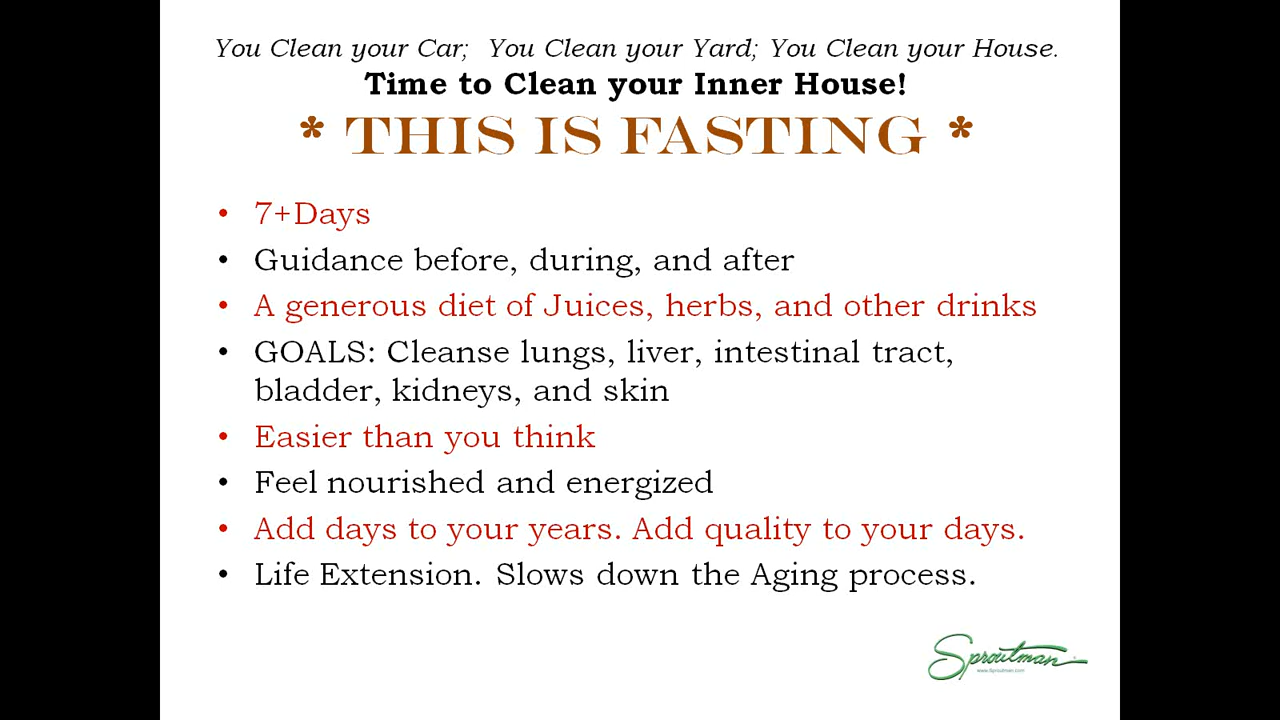 You Clean your Car;  You Clean your Yard; You Clean your House.
Time to Clean your Inner House!
* THIS IS FASTING *
• 7+Days
• Guidance before, during, and after
• A generous diet of Juices, herbs, and other drinks
• GOALS: Cleanse lungs, liver, intestinal tract,
bladder, kidneys, and skin
• Easier than you think
• Feel nourished and energized
• Add days to your years. Add quality to your days.
• Life Extension. Slows down the Aging process.
Sproutman
www.Sproutman.com